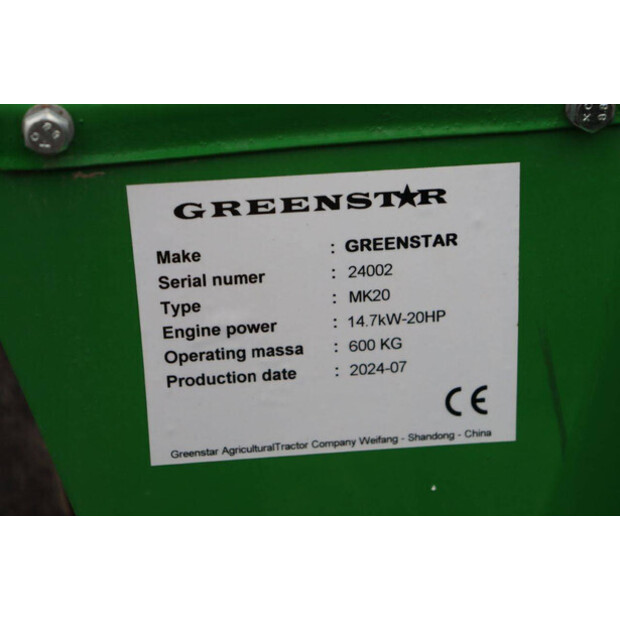 GREENSTAR
Make : GREENSTAR
Serial numer : 24002
Type : MK20
Engine power : 14.7kW-20HP
Operating massa : 600 KG
Production date : 2024-07
CE
Greenstar AgriculturalTractor Company Weifang - Shandong - China